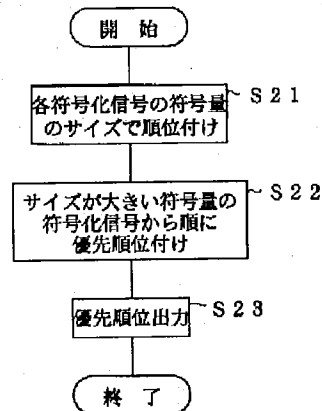 開 始
各符号化信号の符号量
のサイズで順位付け
S21
サイズが大きい符号量の
符号化信号から順に
優先順位付け
S22
優先順位出力
S23
終 了